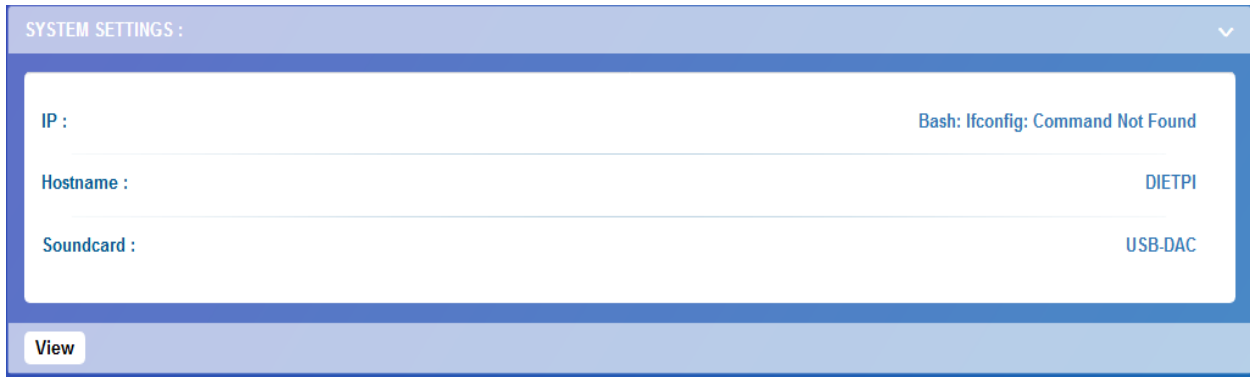 SYSTEM SETTINGS :
IP : Bash: Ifconfig: Command Not Found
Hostname : DIETPI
Soundcard : USB-DAC
View